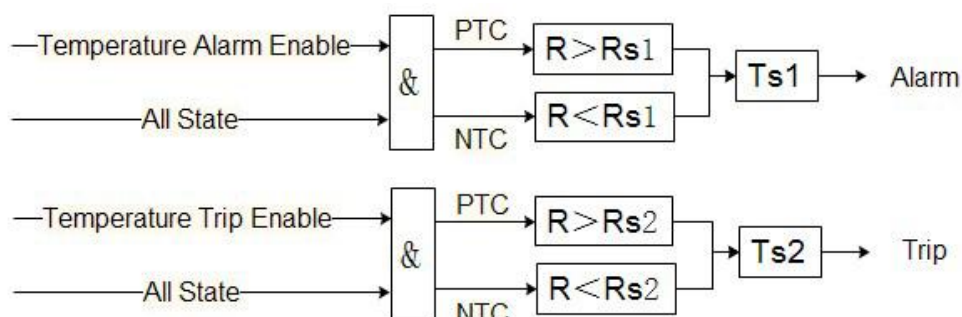 Temperature Alarm Enable
All State
&
PTC
NTC
R＞Rs1
R＜Rs1
Ts1
Alarm
Temperature Trip Enable
All State
&
PTC
NTC
R＞Rs2
R＜Rs2
Ts2
Trip